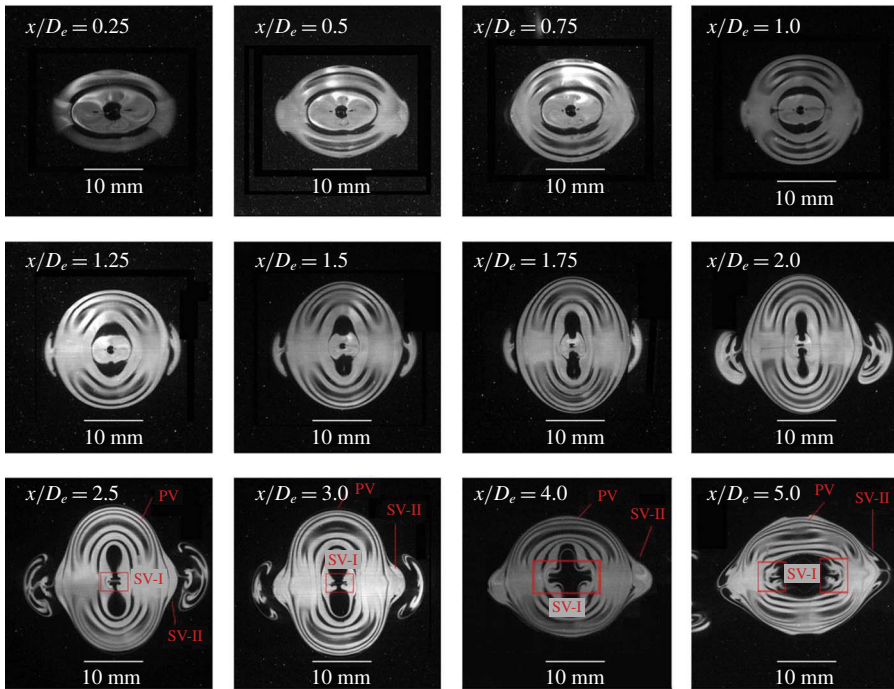 x/Dₑ = 0.25
x/Dₑ = 0.5
x/Dₑ = 0.75
x/Dₑ = 1.0
10 mm
10 mm
10 mm
10 mm
x/Dₑ = 1.25
x/Dₑ = 1.5
x/Dₑ = 1.75
x/Dₑ = 2.0
10 mm
10 mm
10 mm
10 mm
x/Dₑ = 2.5
PV
SV-I
SV-II
10 mm
x/Dₑ = 3.0
PV
SV-II
SV-I
10 mm
x/Dₑ = 4.0
PV
SV-II
SV-I
10 mm
x/Dₑ = 5.0
PV
SV-II
SV-I
10 mm